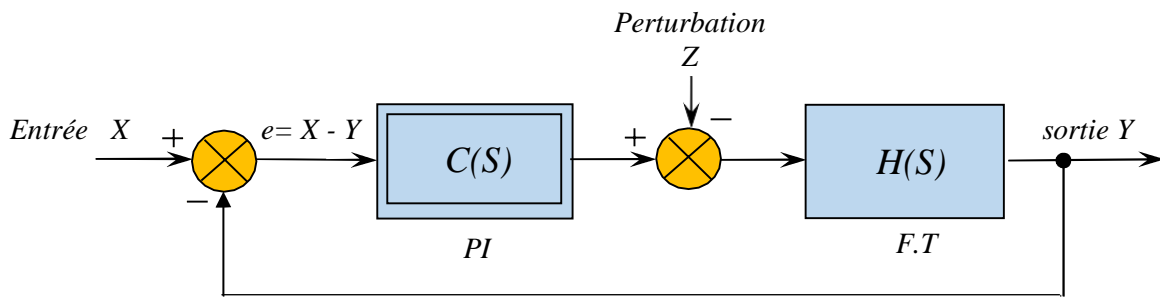 Perturbation
Z
Entrée X
+
e= X - Y
C(S)
+
−
H(S)
sortie Y
−
PI
F.T